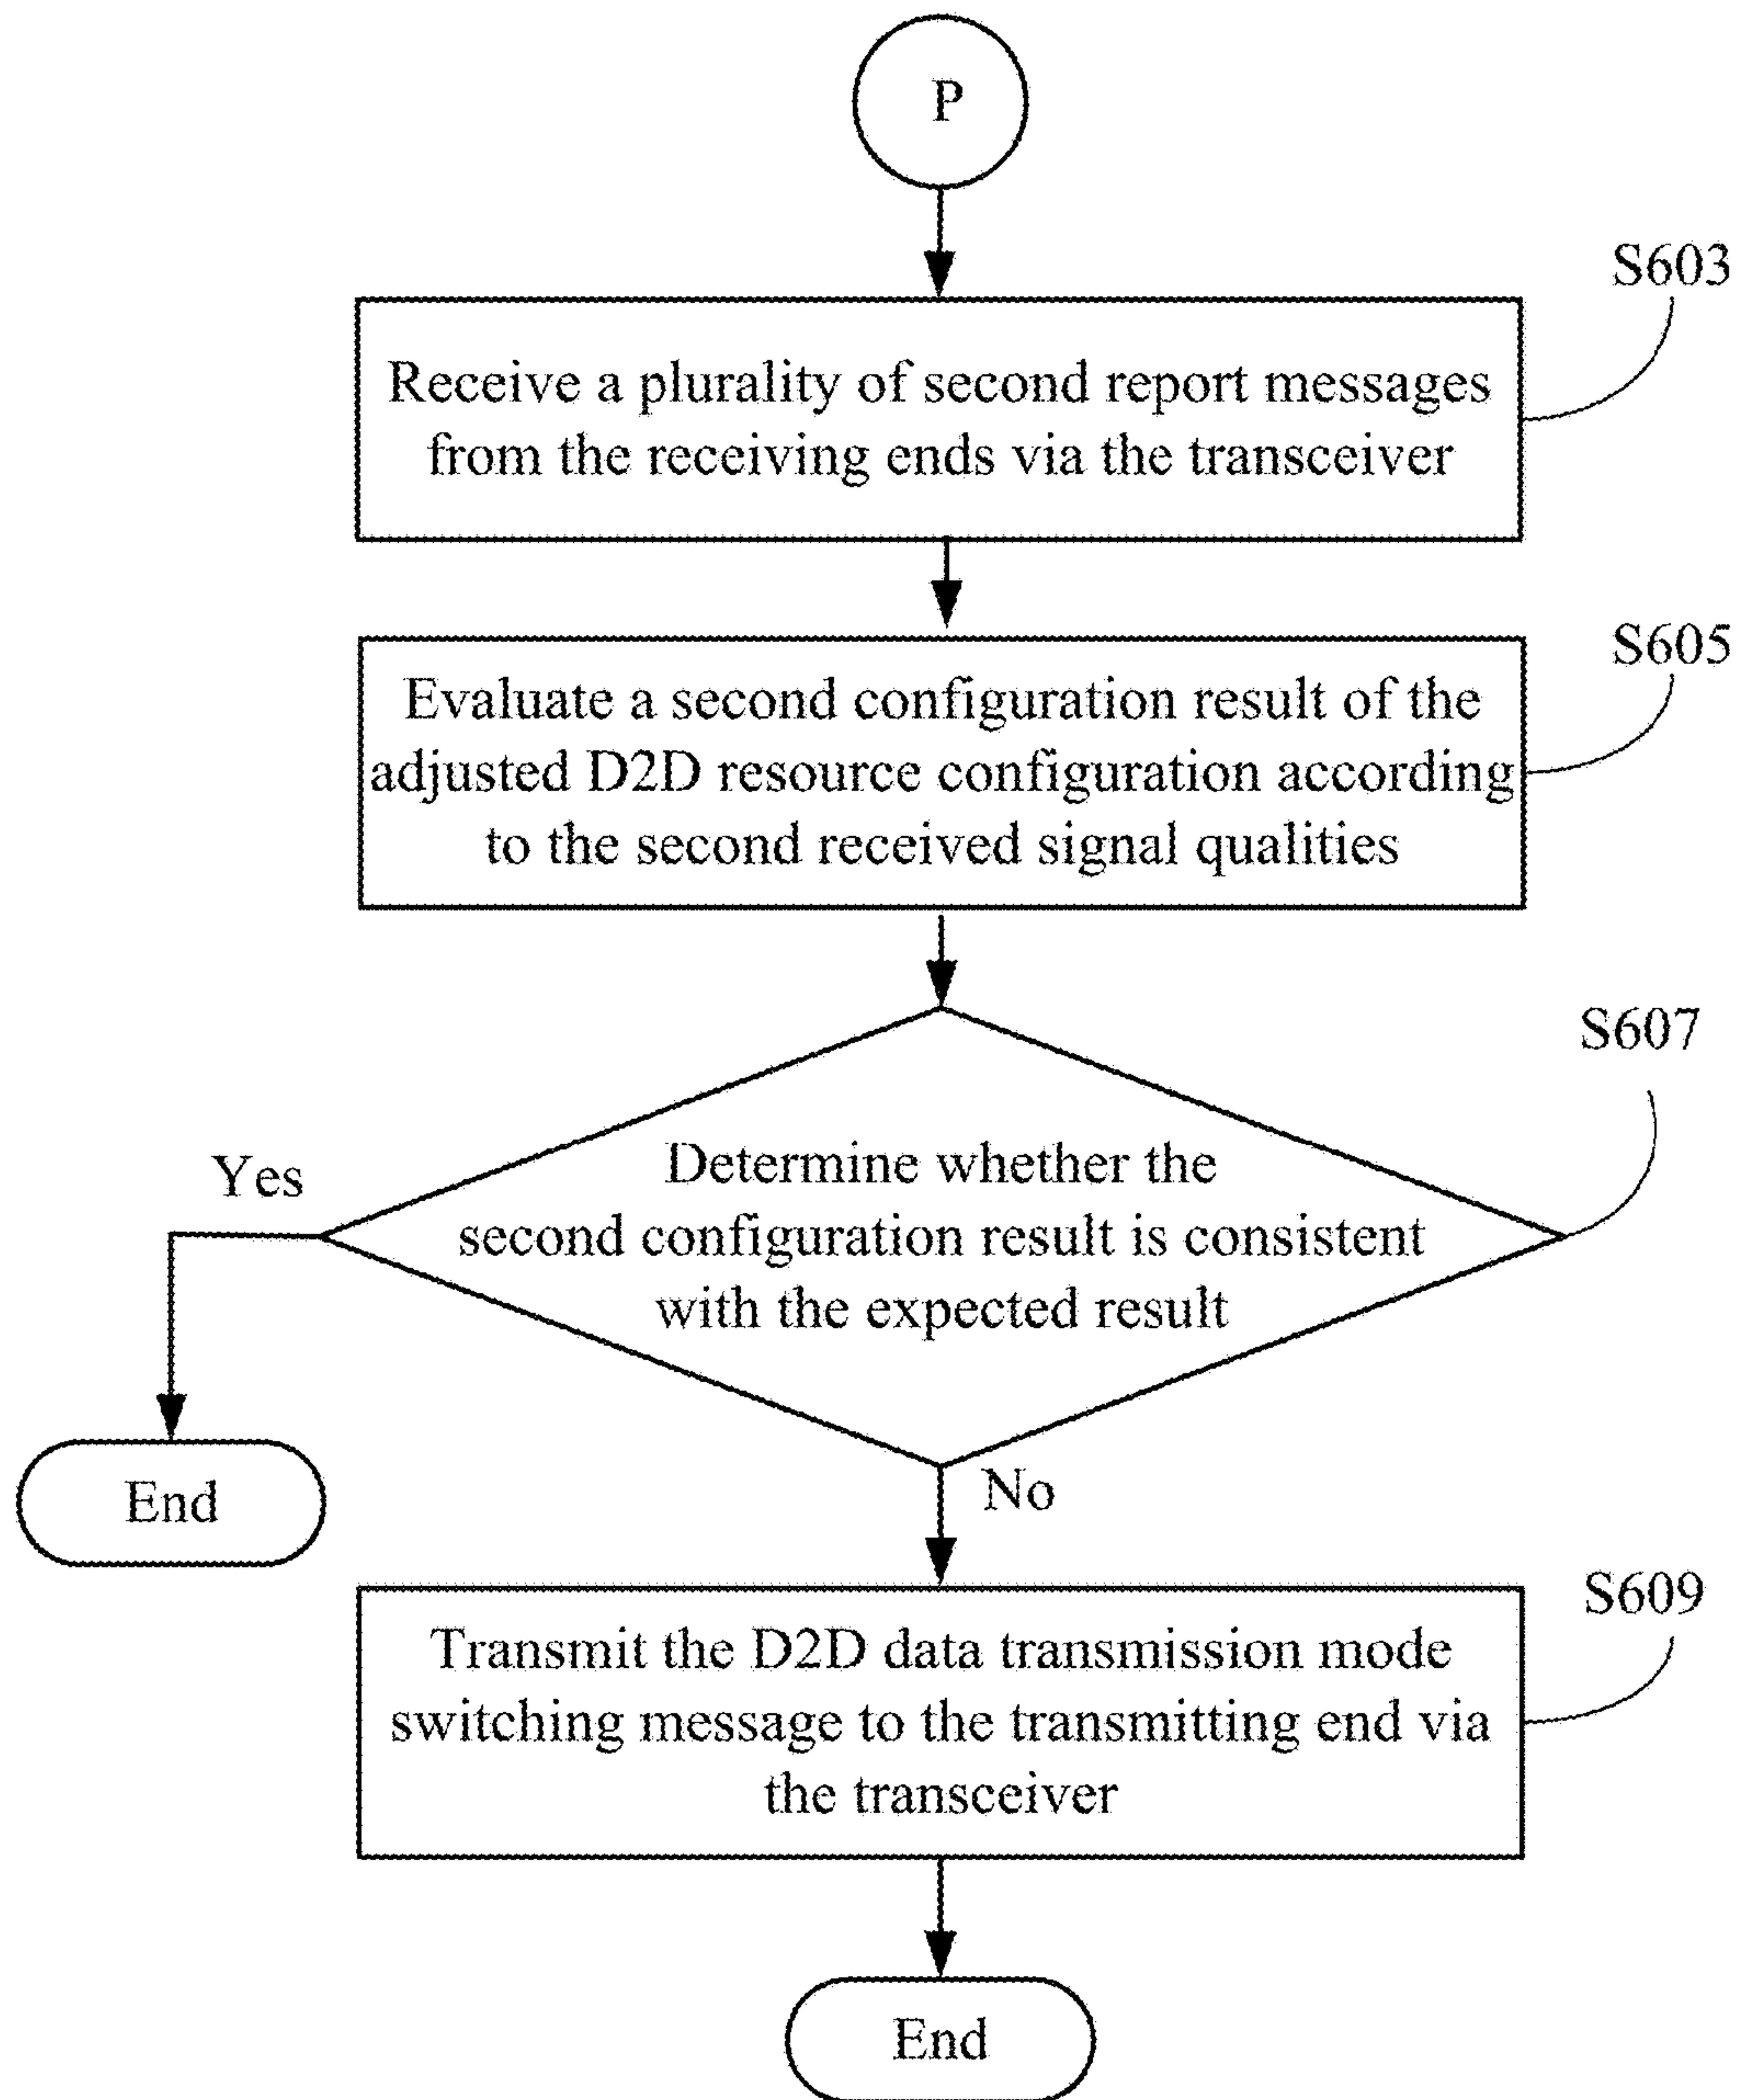 P
S603
Receive a plurality of second report messages
from the receiving ends via the transceiver
S605
Evaluate a second configuration result of the
adjusted D2D resource configuration according
to the second received signal qualities
S607
Yes
Determine whether the
second configuration result is consistent
with the expected result
End
No
S609
Transmit the D2D data transmission mode
switching message to the transmitting end via
the transceiver
End